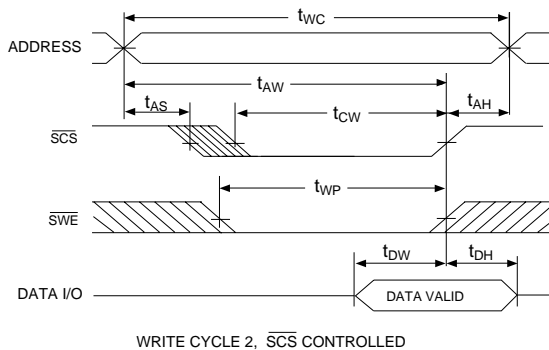 tWC
ADDRESS
tAW
tAS
tCW
tAH
SCS
tWP
SWE
tDW
tDH
DATA I/O
DATA VALID
WRITE CYCLE 2, SCS CONTROLLED